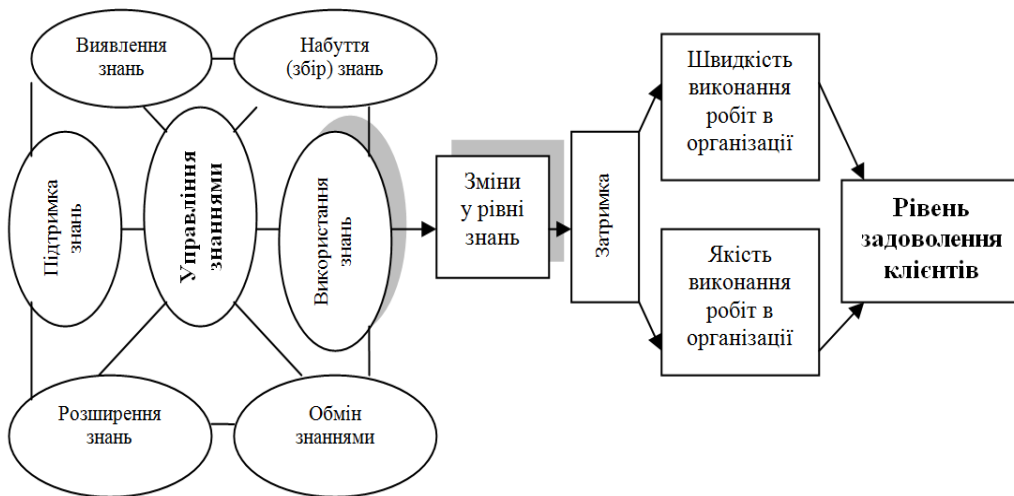 Виявлення
знань
Набуття
(збір) знань
Підтримка
знань
Управління
знаннями
Використання
знань
Розширення
знань
Обмін
знаннями
Зміни
у рівні
знань
Затримка
Швидкість
виконання
робіт в
організації
Якість
виконання
робіт в
організації
Рівень
задоволення
клієнтів